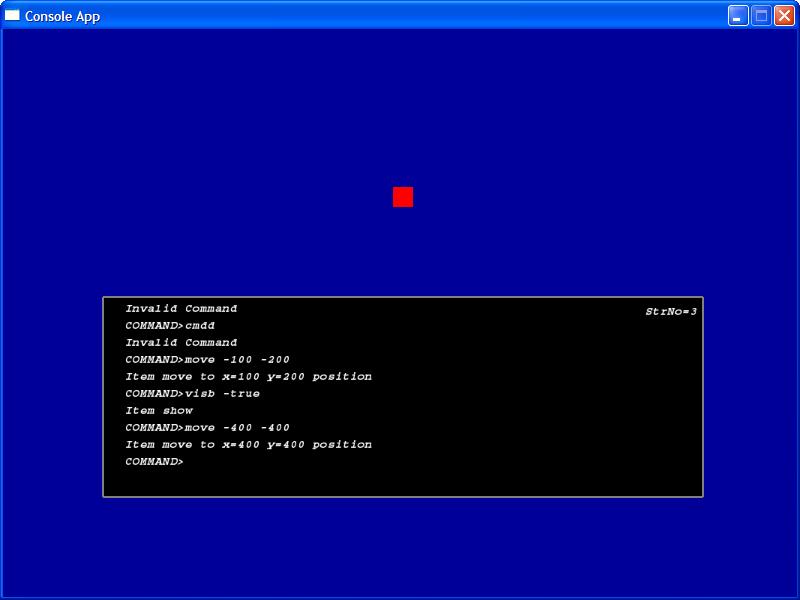 Console App
Invalid Command
StrNo=3
COMMAND>cmdd
Invalid Command
COMMAND>move -100 -200
Item move to x=100 y=200 position
COMMAND>visb -true
Item show
COMMAND>move -400 -400
Item move to x=400 y=400 position
COMMAND>